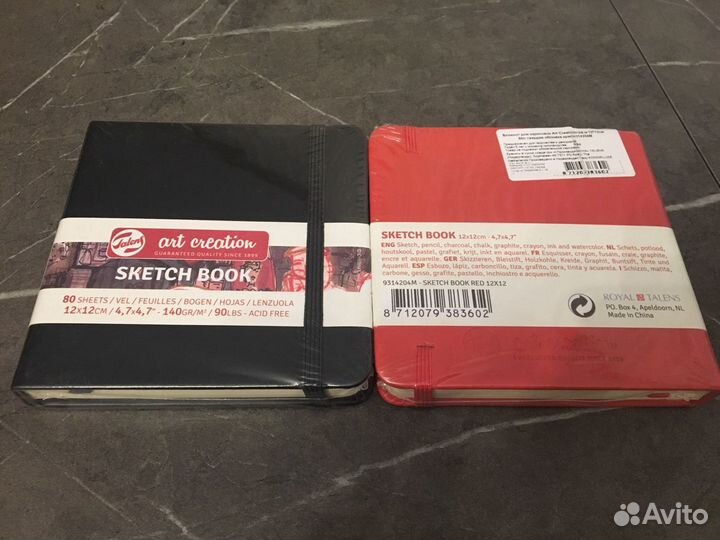 Talens
art creation
GUARANTEED QUALITY SINCE 1899
SKETCH BOOK
80 SHEETS / VEL / FEUILLES / BOGEN / HOJAS / LENZUOLA
12x12CM / 4,7x4,7" - 140GR/M² / 90LBS - ACID FREE
8 712079 383602
SKETCH BOOK 12x12cm - 4,7x4,7"
ENG Sketch, pencil, charcoal, chalk, graphite, crayon, ink and watercolor. NL Schets, potlood,
houtskool, pastel, grafiet, krijt, inkt en aquarel. FR Esquisser, crayon, fusain, craie, graphite,
encre et aquarelle. GER Skizzieren, Bleistift, Holzkohle, Kreide, Graphit, Buntstift, Tinte und
Aquarell ESP Esbozo, lápiz, carboncillo, tiza, grafito, cera, tinta y acuarela. I Schizzo, matita,
carbone, gesso, grafite, pastello, inchiostro e acquerello.
9314204M - SKETCH BOOK RED 12X12
8 712079 383602
ROYAL TALENS
PO. Box 4, Apeldoorn, NL
Made in China
Avito